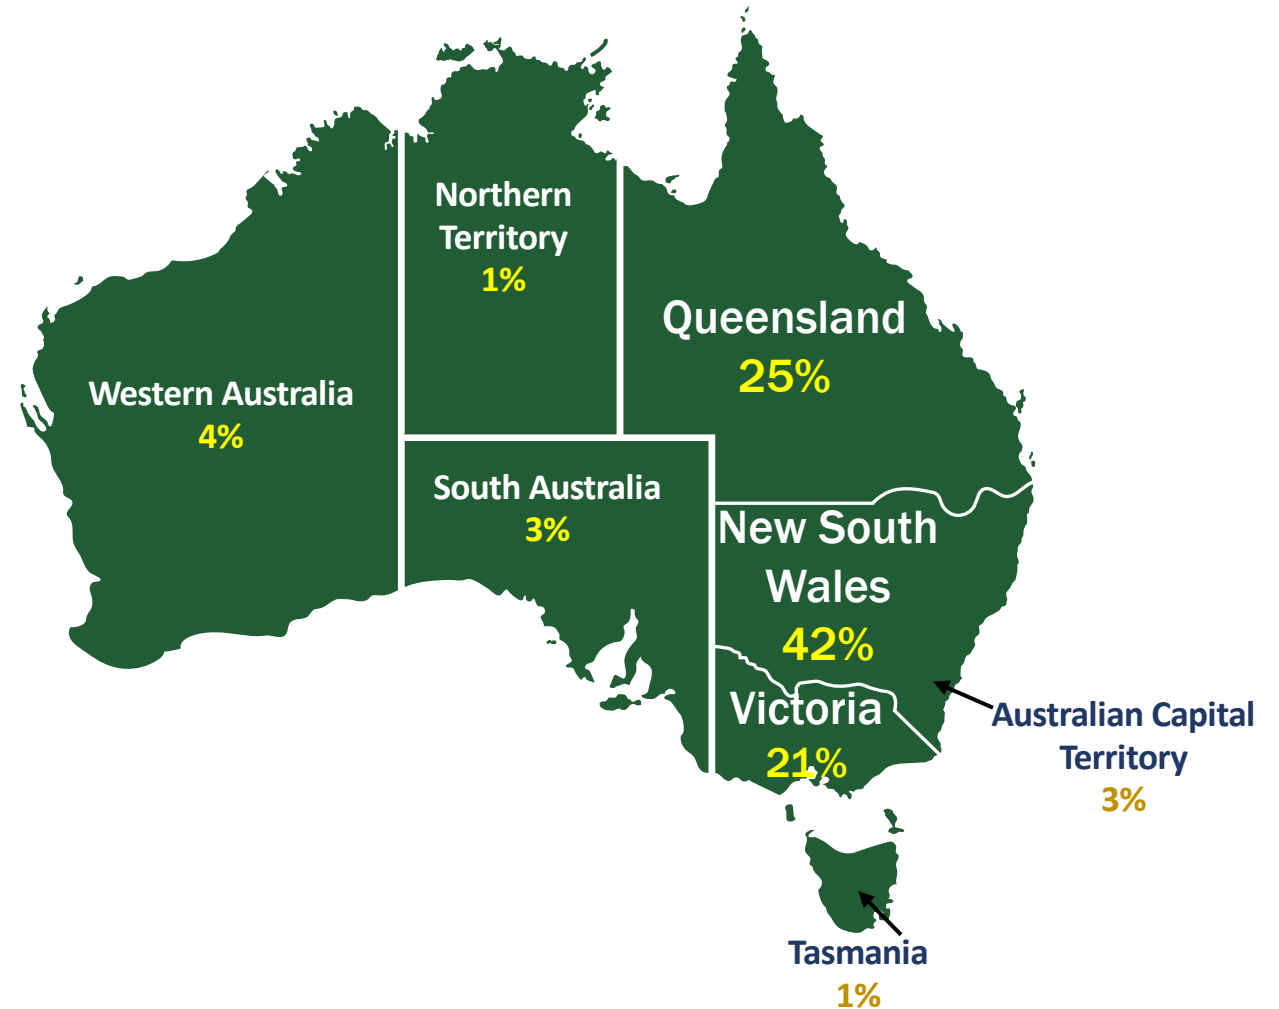 Northern
Territory
1%
Queensland
25%
Western Australia
4%
South Australia
3%
New South
Wales
42%
Victoria
21%
Australian Capital
Territory
3%
Tasmania
1%